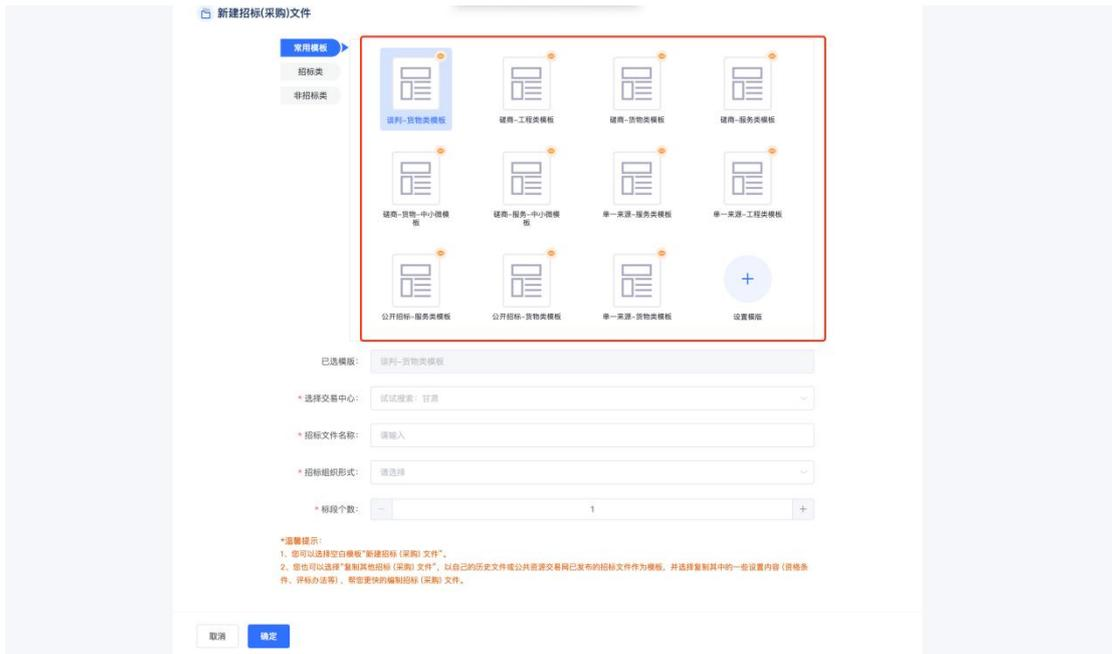 新建招标(采购)文件
常用模板
招标类
非招标类
谈判-货物类模板
磋商-工程类模板
磋商-货物类模板
磋商-服务类模板
磋商-货物-中小微模
板
磋商-服务-中小微模
板
单一来源-服务类模板
单一来源-工程类模板
公开招标-服务类模板
公开招标-货物类模板
单一来源-货物类模板
+
设置模版
已选模版:
谈判-货物类模板
* 选择交易中心:
试试搜索: 甘肃
* 招标文件名称:
请输入
* 招标组织形式:
请选择
* 标段个数:
− 1 +
*温馨提示:
1、您可以选择空白模板"新建招标 (采购) 文件"。
2、您也可以选择"复制其他招标 (采购) 文件", 以自己的历史文件或公共资源交易网已发布的招标文件作为模板, 并选择复制其中的一些设置内容 (资格条
件、评标办法等) , 帮您更快的编制招标 (采购) 文件。
取消
确定